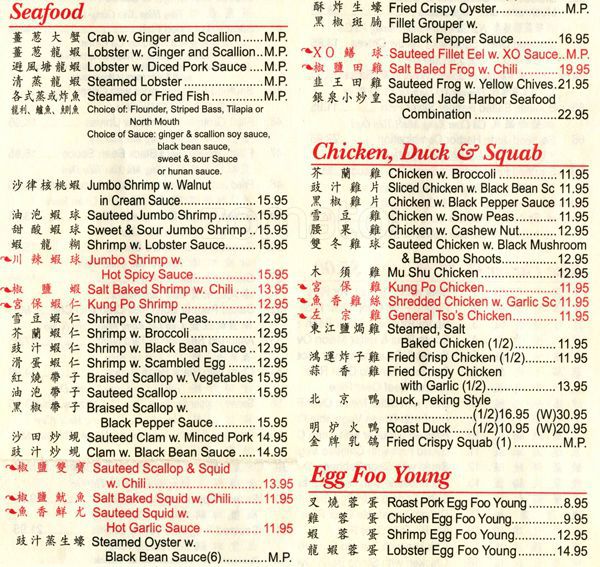 Seafood
薑葱大蟹 Crab w. Ginger and Scallion.....M.P.
薑葱龍蝦 Lobster w. Ginger and Scallion..M.P.
避風塘龍蝦 Lobster w. Diced Pork Sauce ....M.P.
清蒸龍蝦 Steamed Lobster......................M.P.
各式蒸或炸魚 Steamed or Fried Fish...............M.P.
龍利、鱸魚、鯽魚 Choice of: Flounder, Striped Bass, Tilapia or
North Mouth
Choice of Sauce: ginger & scallion soy sauce,
black bean sauce,
sweet & sour Sauce
or hunan sauce.
沙律核桃蝦 Jumbo Shrimp w. Walnut
in Cream Sauce......................15.95
油泡蝦球 Sauteed Jumbo Shrimp...........15.95
甜酸蝦球 Sweet & Sour Jumbo Shrimp ..15.95
蝦龍糊 Shrimp w. Lobster Sauce.........15.95
川辣蝦球 Jumbo Shrimp w.
Hot Spicy Sauce....................15.95
椒鹽蝦 Salt Baked Shrimp w. Chili .....13.95
宮保蝦仁 Kung Po Shrimp .....................12.95
雪豆蝦仁 Shrimp w. Snow Peas.............12.95
芥蘭蝦仁 Shrimp w. Broccoli..................12.95
豉汁蝦仁 Shrimp w. Black Bean Sauce ..12.95
滑蛋蝦仁 Shrimp w. Scambled Egg .......12.95
紅燒帶子 Braised Scallop w. Vegetables 15.95
油泡帶子 Sauteed Scallop ....................15.95
黑椒帶子 Braised Scallop w.
Black Pepper Sauce ..............15.95
沙田炒蜆 Sauteed Clam w. Minced Pork 14.95
豉汁炒蜆 Clam w. Black Bean Sauce ....14.95
椒鹽雙寶 Sauteed Scallop & Squid
w. Chili................................13.95
椒鹽魷魚 Salt Baked Squid w. Chili........11.95
魚香鮮尤 Sauteed Squid w.
Hot Garlic Sauce ...................11.95
豉汁蒸生蠔 Steamed Oyster w.
Black Bean Sauce(6)...............M.P.
酥炸生蠔 Fried Crispy Oyster..................M.P.
黑椒斑腩 Fillet Grouper w.
Black Pepper Sauce ..............16.95
XO鱔球 Sauteed Fillet Eel w. XO Sauce..M.P.
椒鹽田雞 Salt Baled Frog w. Chili ...........19.95
韭王田雞 Sauteed Frog w. Yellow Chives.21.95
銀泉小炒皇 Sauteed Jade Harbor Seafood
Combination ..........................22.95
Chicken, Duck & Squab
芥蘭雞 Chicken w. Broccoli ................. 11.95
豉汁雞片 Sliced Chicken w. Black Bean Sc 11.95
黑椒雞片 Chicken w. Black Pepper Sauce 11.95
雪豆雞 Chicken w. Snow Peas............ 11.95
腰果雞 Chicken w. Cashew Nut...........12.95
雙冬雞球 Sauteed Chicken w. Black Mushroom
& Bamboo Shoots..................12.95
木須雞 Mu Shu Chicken ....................12.95
宮保雞 Kung Po Chicken................... 11.95
魚香雞絲 Shredded Chicken w. Garlic Sc 11.95
左宗雞 General Tso's Chicken............ 11.95
東江鹽焗雞 Steamed, Salt
Baked Chicken (1/2)..............11.95
鴻運炸子雞 Fried Crisp Chicken (1/2)..........11.95
蒜香雞 Fried Crispy Chicken
with Garlic (1/2)......................13.95
北京鴨 Duck, Peking Style
.....................(1/2)16.95 (W)30.95
明炉火鴨 Roast Duck......(1/2)10.95 (W)20.95
金牌乳鴿 Fried Crispy Squab (1) .............M.P.
Egg Foo Young
叉燒蓉蛋 Roast Pork Egg Foo Young ........8.95
雞蓉蛋 Chicken Egg Foo Young...........9.95
蝦蓉蛋 Shrimp Egg Foo Young...........12.95
龍蝦蓉蛋 Lobster Egg Foo Young ..........14.95